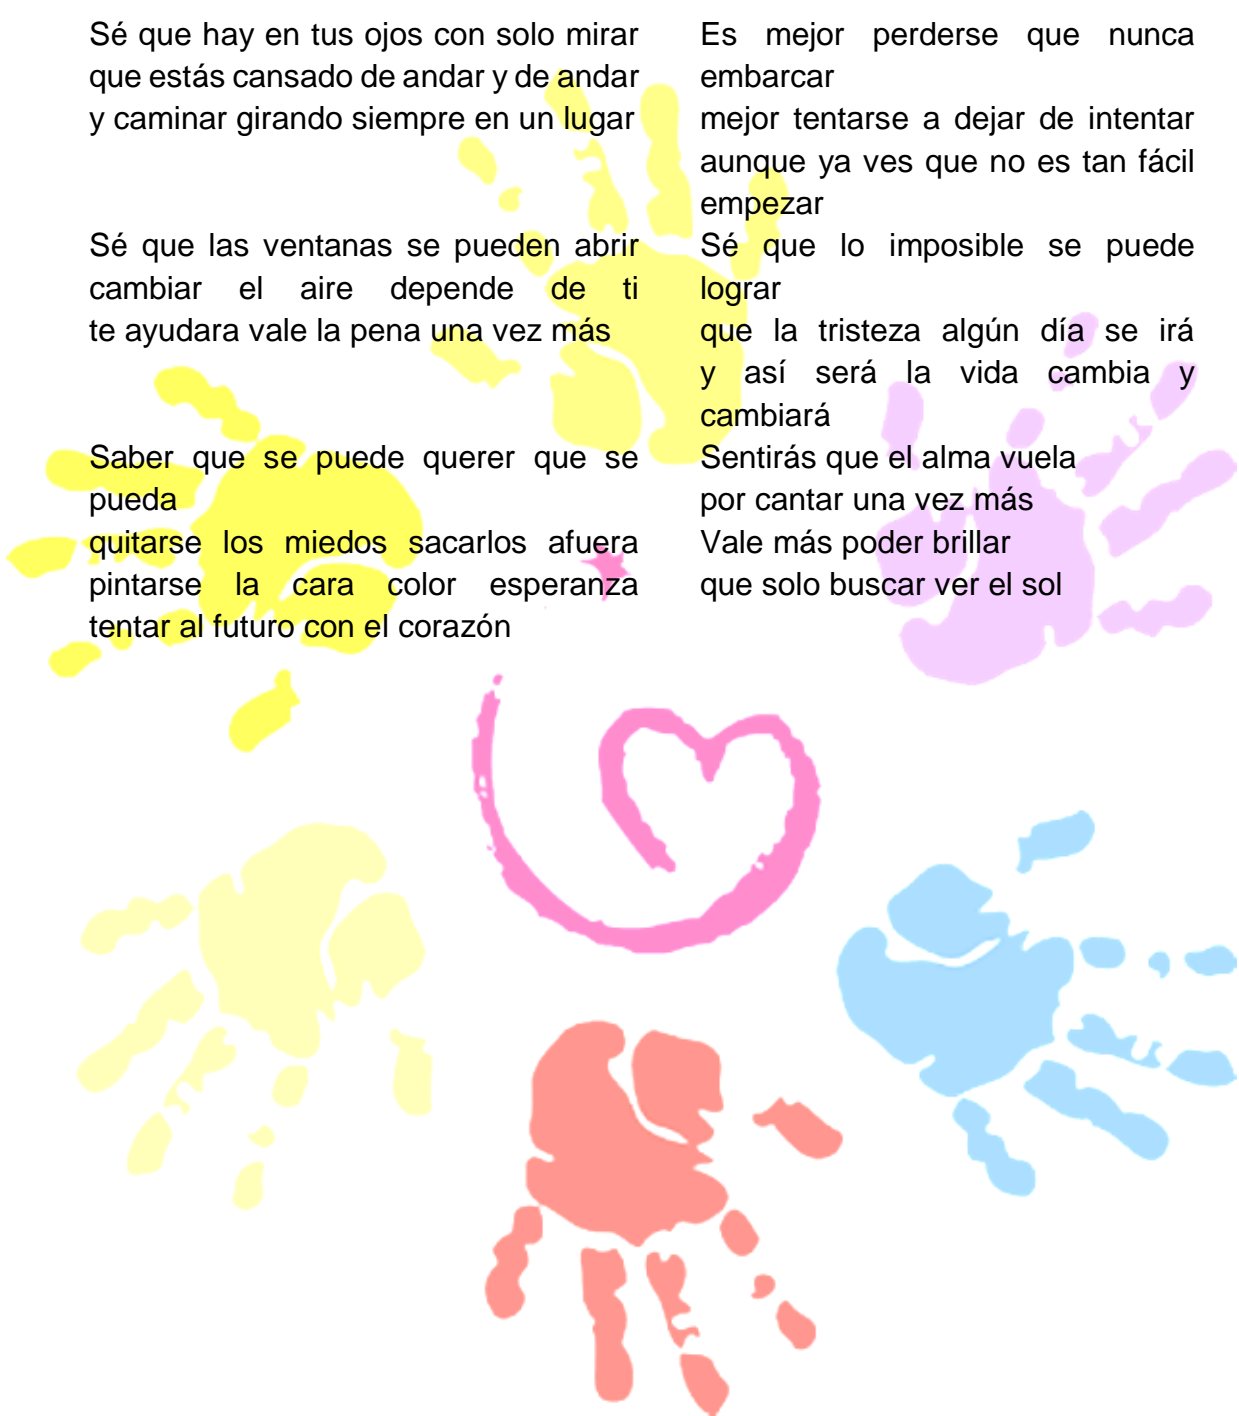 Sé que hay en tus ojos con solo mirar
que estás cansado de andar y de andar
y caminar girando siempre en un lugar
Sé que las ventanas se pueden abrir
cambiar el aire depende de ti
te ayudara vale la pena una vez más
Saber que se puede querer que se
pueda
quitarse los miedos sacarlos afuera
pintarse la cara color esperanza
tentar al futuro con el corazón
Es mejor perderse que nunca
embarcar
mejor tentarse a dejar de intentar
aunque ya ves que no es tan fácil
empezar
Sé que lo imposible se puede
lograr
que la tristeza algún día se irá
y así será la vida cambia y
cambiará
Sentirás que el alma vuela
por cantar una vez más
Vale más poder brillar
que solo buscar ver el sol